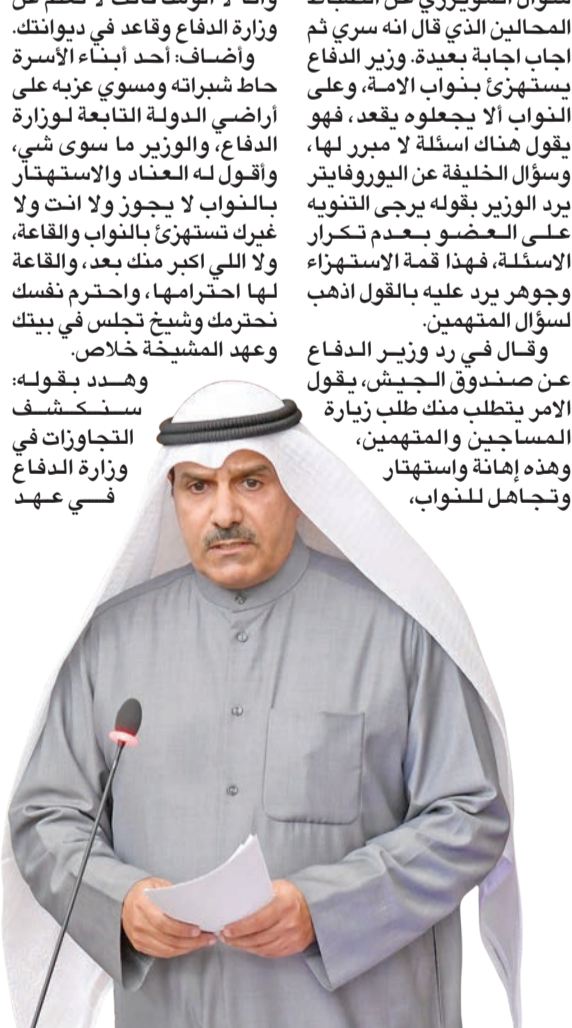 المحالين الذي قال انه سري ثم
اجاب اجابة بعيدة. وزير الدفاع
يستهزئ بنواب الامة، وعلى
النواب ألا يجعلوه يقعد، فهو
يقول هناك اسئلة لا مبرر لها،
وسؤال الخليفة عن اليوروفايتر
يرد الوزير بقوله يرجى التنويه
على العضو بعدم تكرار
الاسئلة، فهذا قمة الاستهزاء
وجوهر يرد عليه بالقول اذهب
لسؤال المتهمين.
وقال في رد وزير الدفاع
عن صندوق الجيش، يقول
الامر يتطلب منك طلب زيارة
المساجين والمتهمين،
وهذه إهانة واستهتار
وتجاهل للنواب،
وزارة الدفاع وقاعد في ديوانتك.
وأضاف: أحد أبناء الأسرة
حاط شبراته ومسوي عزبه على
أراضي الدولة التابعة لوزارة
الدفاع، والوزير ما سوى شي،
وأقول له العناد والاستهتار
بالنواب لا يجوز ولا انت ولا
غيرك تستهزئ بالنواب والقاعة،
ولا اللي اكبر منك بعد، والقاعة
لها احترامها، واحترم نفسك
نحترمك وشيخ تجلس في بيتك
وعهد المشيخة خلاص.
وهدد بقوله:
سنكشف
التجاوزات في
وزارة الدفاع
في عهد